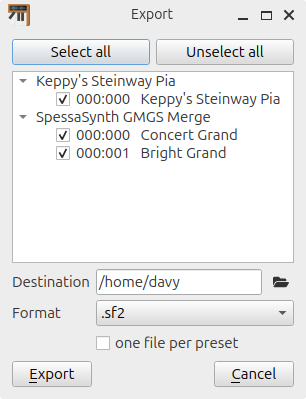 Export
Select all
Unselect all
Keppy's Steinway Pia
000:000 Keppy's Steinway Pia
SpessaSynth GMGS Merge
000:000 Concert Grand
000:001 Bright Grand
Destination /home/davy
Format .sf2
one file per preset
Export
Cancel